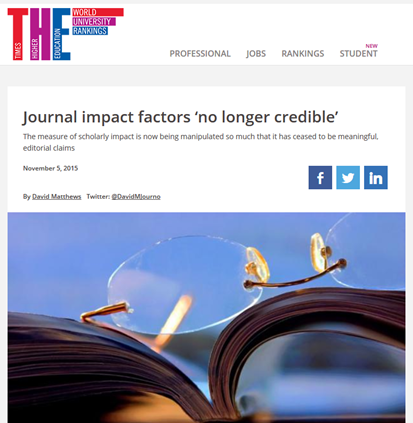 THE
TIMES
HIGHER
EDUCATION
WORLD
UNIVERSITY
RANKINGS
NEW
PROFESSIONAL JOBS RANKINGS STUDENT
Journal impact factors ‘no longer credible’
The measure of scholarly impact is now being manipulated so much that it has ceased to be meaningful,
editorial claims
November 5, 2015
By David Matthews Twitter: @DavidMJourno